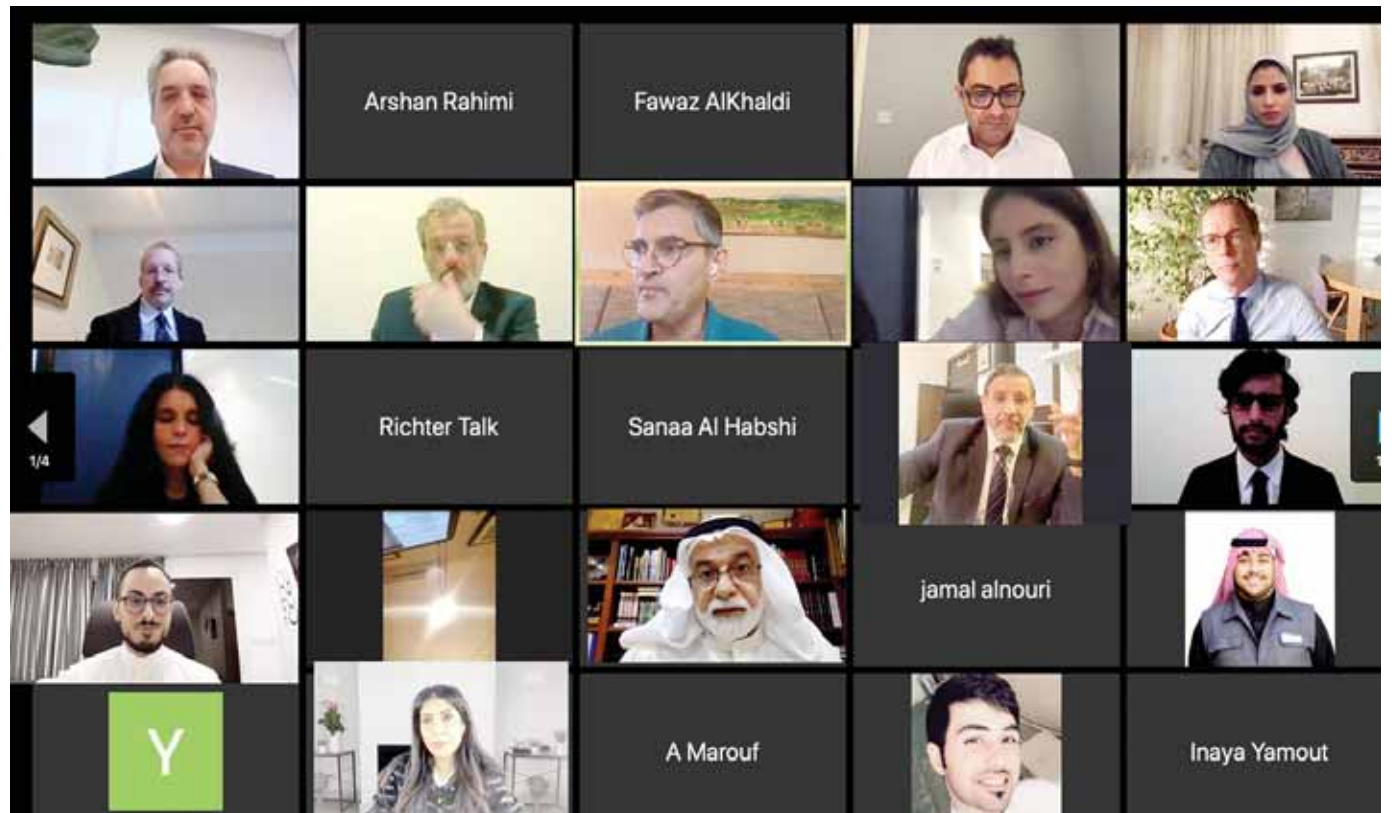 Arshan Rahimi
Fawaz AlKhaldi
Richter Talk
Sanaa Al Habshi
1/4
jamal alnouri
Y
A Marouf
Inaya Yamout